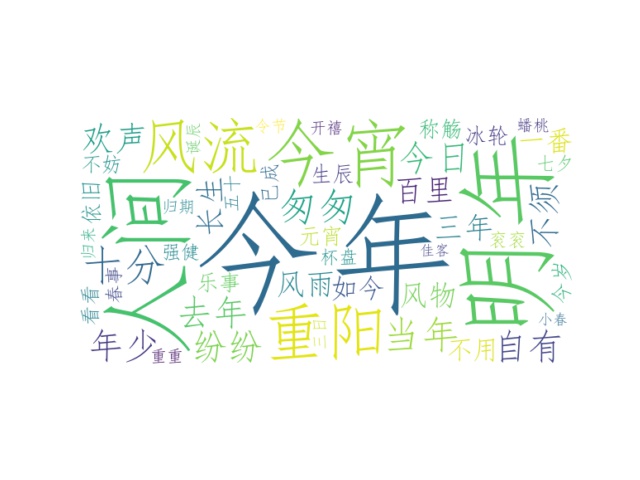 欢声
风流
诞辰
令节
开禧
今宵
称觞
冰轮
蟠桃
一番
不妨
人间
长生
五十
已成
生辰
今日
七夕
依旧
归期
匆匆
百里
明年
不须
归来
十分
强健
今年
元宵
三年
衮衮
春事
杯盘
佳客
看看
乐事
风雨
如今
风物
今岁
去年
三四
小春
年少
重重
纷纷
重阳
当年
不用
自有